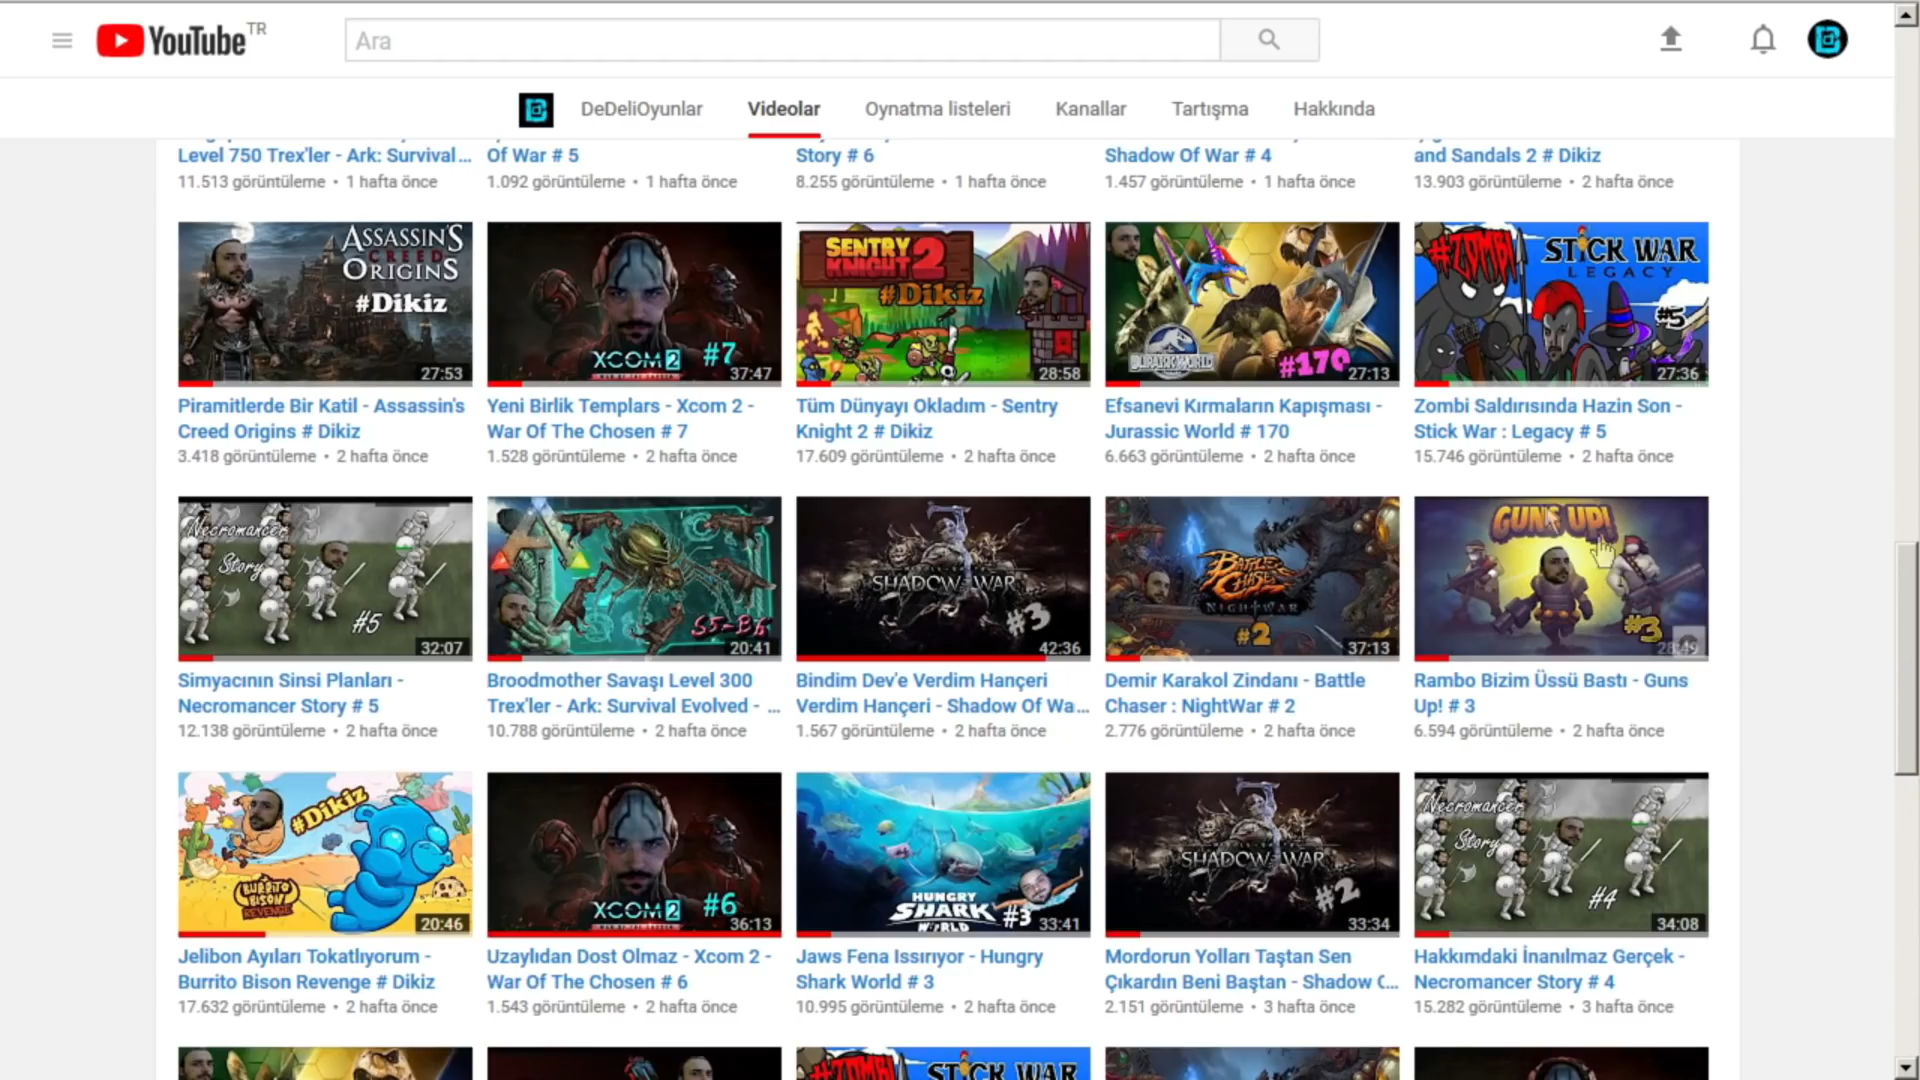 YouTube TR
Ara
DeDeliOyunlar
Videolar
Oynatma listeleri
Kanallar
Tartışma
Hakkında
Level 750 Trex'ler - Ark: Survival ...
11.513 görüntüleme • 1 hafta önce
Of War # 5
1.092 görüntüleme • 1 hafta önce
Story # 6
8.255 görüntüleme • 1 hafta önce
Shadow Of War # 4
1.457 görüntüleme • 1 hafta önce
and Sandals 2 # Dikiz
13.903 görüntüleme • 2 hafta önce
ASSASSIN'S
CREED
ORIGINS
#Dikiz
27:53
Piramitlerde Bir Katil - Assassin's
Creed Origins # Dikiz
3.418 görüntüleme • 2 hafta önce
XCOM 2
#7
37:47
Yeni Birlik Templars - Xcom 2 -
War Of The Chosen # 7
1.528 görüntüleme • 2 hafta önce
SENTRY
KNIGHT 2
#Dikiz
28:58
Tüm Dünyayı Okladım - Sentry
Knight 2 # Dikiz
17.609 görüntüleme • 2 hafta önce
JURASSIC WORLD
#170
27:13
Efsanevi Kırmaların Kapışması -
Jurassic World # 170
6.663 görüntüleme • 2 hafta önce
#ZOMBI
STICK WAR
LEGACY
#5
27:36
Zombi Saldırısında Hazin Son -
Stick War : Legacy # 5
15.746 görüntüleme • 2 hafta önce
Necromancer
Story
#5
32:07
Simyacının Sinsi Planları -
Necromancer Story # 5
12.138 görüntüleme • 2 hafta önce
S5-B6
20:41
Broodmother Savaşı Level 300
Trex'ler - Ark: Survival Evolved - ...
10.788 görüntüleme • 2 hafta önce
SHADOW WAR
#3
42:36
Bindim Dev'e Verdim Hançeri
Verdim Hançeri - Shadow Of Wa...
1.567 görüntüleme • 2 hafta önce
BATTLE
CHASERS
NIGHTWAR
#2
37:13
Demir Karakol Zindanı - Battle
Chaser : NightWar # 2
2.776 görüntüleme • 2 hafta önce
GUNS UP!
#3
28:49
Rambo Bizim Üssü Bastı - Guns
Up! # 3
6.594 görüntüleme • 2 hafta önce
#Dikiz
BURRITO
BISON
REVENGE
20:46
Jelibon Ayıları Tokatlıyorum -
Burrito Bison Revenge # Dikiz
17.632 görüntüleme • 2 hafta önce
XCOM 2
#6
36:13
Uzaylıdan Dost Olmaz - Xcom 2 -
War Of The Chosen # 6
1.543 görüntüleme • 2 hafta önce
HUNGRY
SHARK
WORLD
#3
33:41
Jaws Fena Issırıyor - Hungry
Shark World # 3
10.995 görüntüleme • 2 hafta önce
SHADOW WAR
#2
33:34
Mordorun Yolları Taştan Sen
Çıkardın Beni Baştan - Shadow C...
2.151 görüntüleme • 3 hafta önce
Necromancer
Story
#4
34:08
Hakkımdaki İnanılmaz Gerçek -
Necromancer Story # 4
15.282 görüntüleme • 3 hafta önce
#ZOMBI
STICK WAR